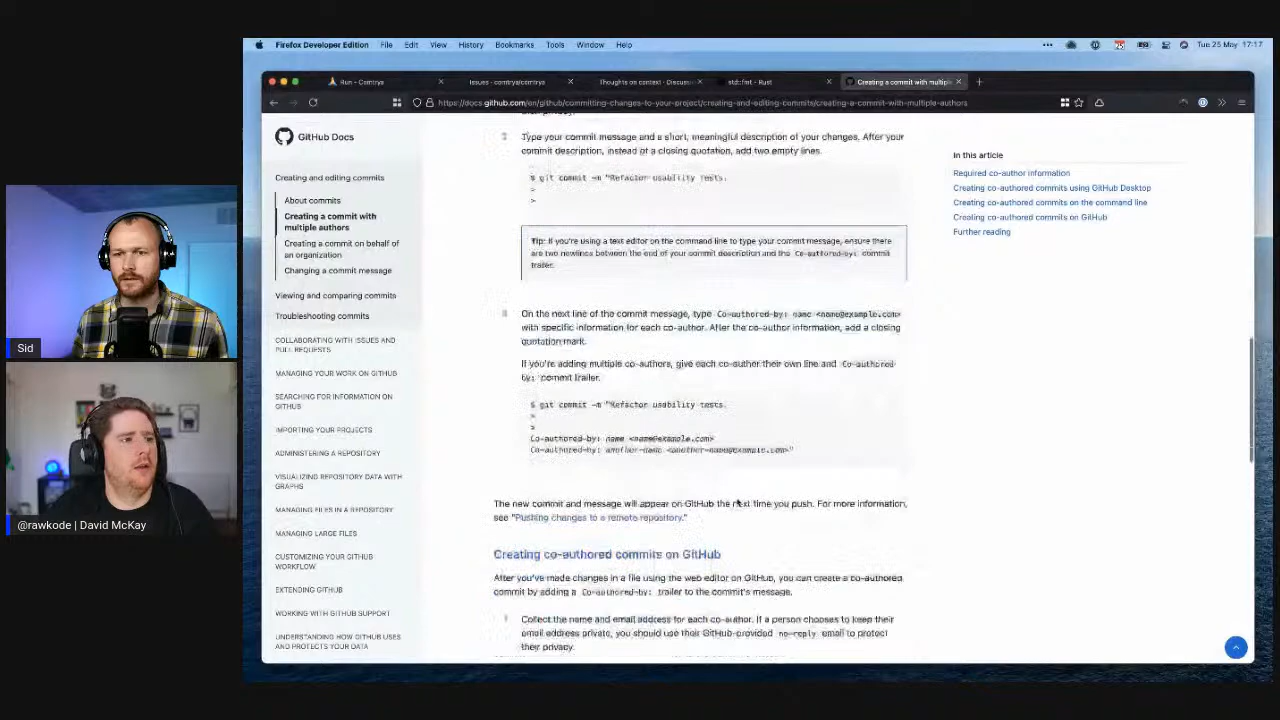 Firefox Developer Edition File Edit View History Bookmarks Tools Window Help
Tue 25 May 17:17
Run - Comtrya
Issues · comtrya/comtrya
Thoughts on context · Discuss
std::fmt - Rust
Creating a commit with multiple
https://docs.github.com/en/github/committing-changes-to-your-project/creating-and-editing-commits/creating-a-commit-with-multiple-authors
GitHub Docs
Creating and editing commits
About commits
Creating a commit with
multiple authors
Creating a commit on behalf of
an organization
Changing a commit message
Viewing and comparing commits
Troubleshooting commits
COLLABORATING WITH ISSUES AND
PULL REQUESTS
MANAGING YOUR WORK ON GITHUB
SEARCHING FOR INFORMATION ON
GITHUB
IMPORTING YOUR PROJECTS
ADMINISTERING A REPOSITORY
VISUALIZING REPOSITORY DATA WITH
GRAPHS
MANAGING FILES IN A REPOSITORY
MANAGING LARGE FILES
CUSTOMIZING YOUR GITHUB
WORKFLOW
EXTENDING GITHUB
WORKING WITH GITHUB SUPPORT
UNDERSTANDING HOW GITHUB USES
AND PROTECTS YOUR DATA
Type your commit message and a short, meaningful description of your changes. After your
commit description, instead of a closing quotation, add two empty lines.
$ git commit -m "Refactor usability tests.
>
>
Tip: If you're using a text editor on the command line to type your commit message, ensure there
are two newlines between the end of your commit description and the Co-authored-by: commit
trailer.
On the next line of the commit message, type Co-authored-by: name <name@example.com>
with specific information for each co-author. After the co-author information, add a closing
quotation mark.
If you're adding multiple co-authors, give each co-author their own line and Co-authored-
by: commit trailer.
$ git commit -m "Refactor usability tests.
>
>
Co-authored-by: name <name@example.com>
Co-authored-by: another-name <another-name@example.com>"
The new commit and message will appear on GitHub the next time you push. For more information,
see "Pushing changes to a remote repository."
Creating co-authored commits on GitHub
After you've made changes in a file using the web editor on GitHub, you can create a co-authored
commit by adding a Co-authored-by: trailer to the commit's message.
Collect the name and email address for each co-author. If a person chooses to keep their
email address private, you should use their GitHub-provided no-reply email to protect
their privacy.
In this article
Required co-author information
Creating co-authored commits using GitHub Desktop
Creating co-authored commits on the command line
Creating co-authored commits on GitHub
Further reading
Sid
@rawkode | David McKay